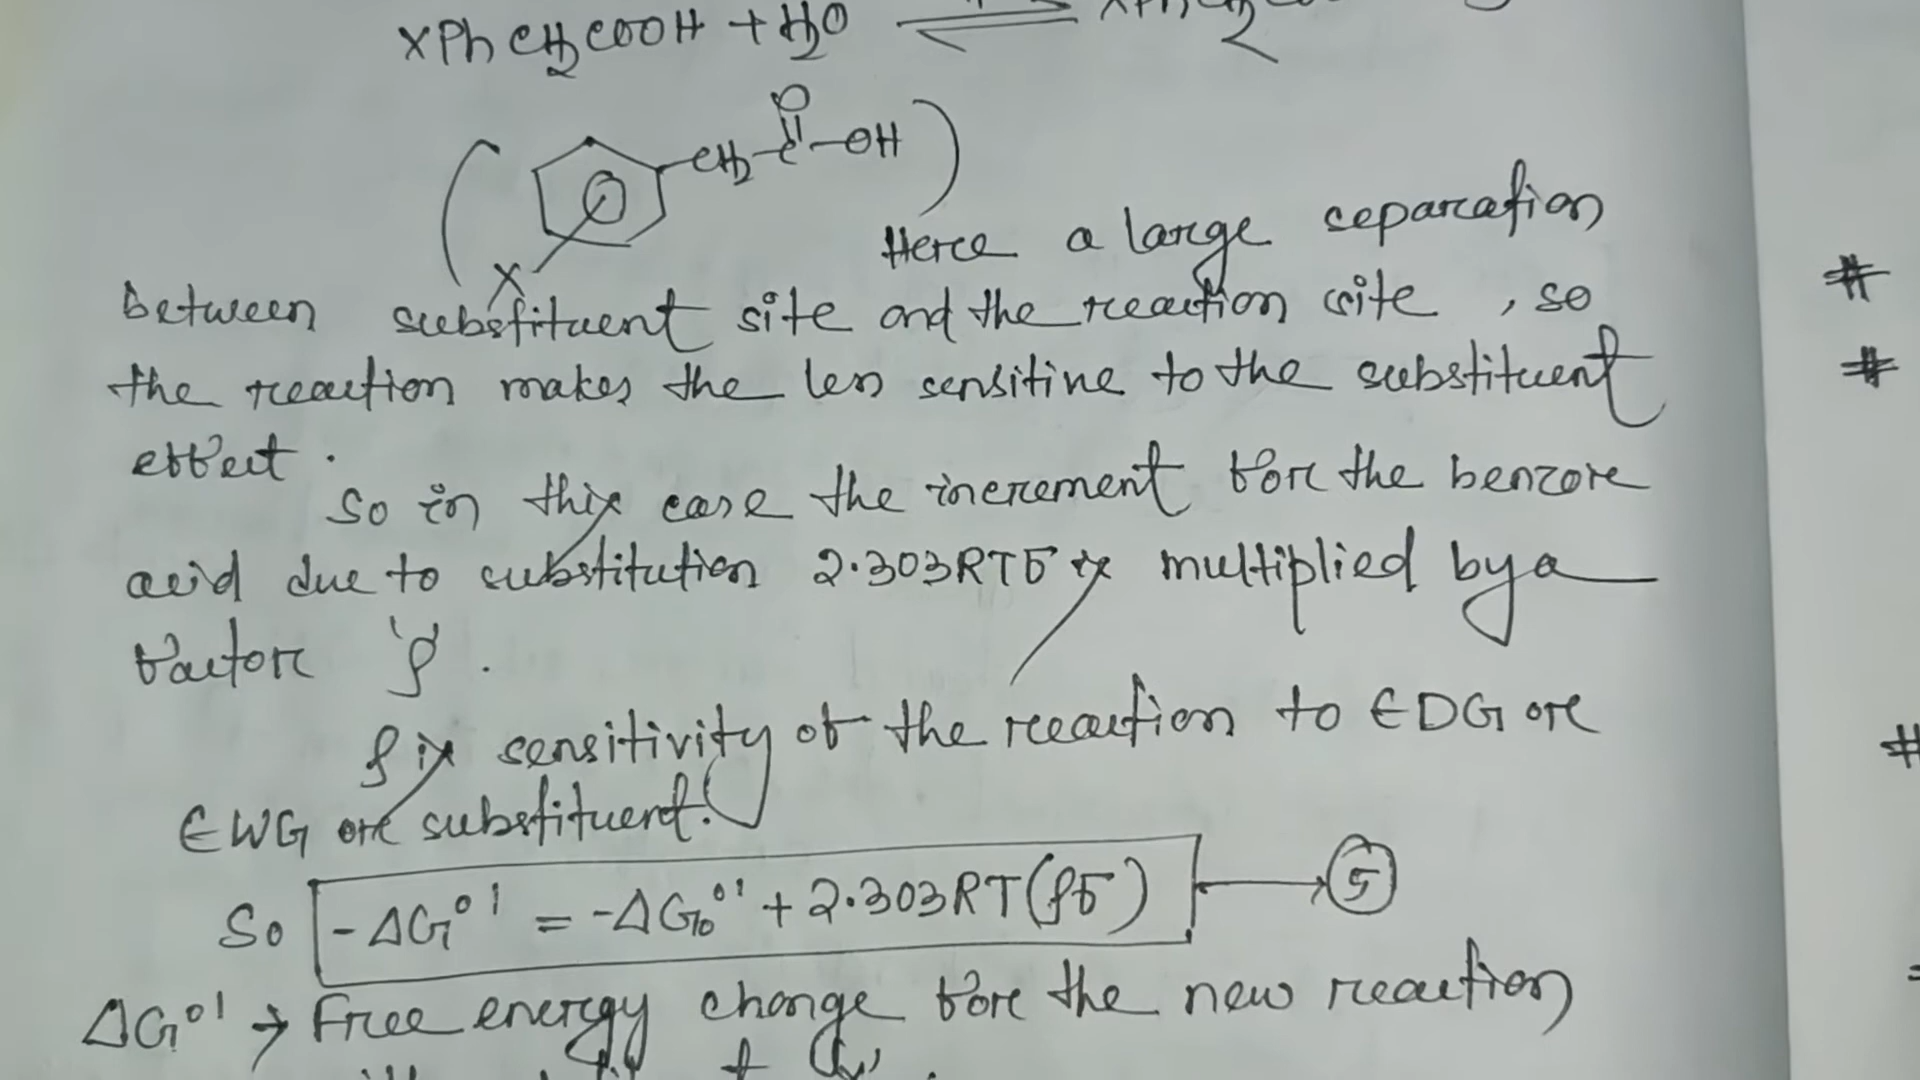 XPhCH₂COOH + H₂O ⇌
O
CH₂-C-OH
X
Here a large separation
between substituent site and the reaction site, so
the reaction makes the less sensitive to the substituent
effect.
So in this case the increment for the benzoic
acid due to substitution 2.303RTσ is multiplied by a
factor 'ρ'.
ρ is sensitivity of the reaction to EDG or
EWG or substituent.
So -ΔG°' = -ΔG₀°' + 2.303RT(ρσ) → ⑤
ΔG°' → Free energy change for the new reaction
#
#
#